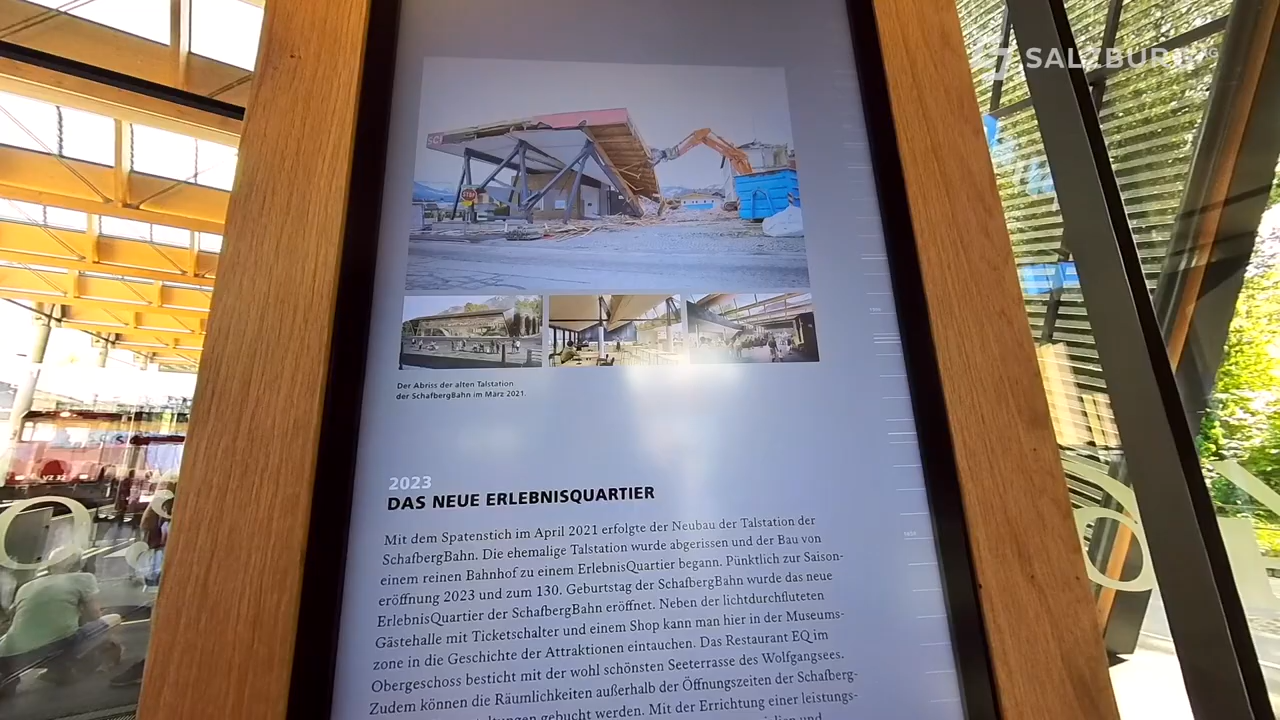 SALZBURG AG
STOP
Der Abriss der alten Talstation
der SchafbergBahn im März 2021.
2023
DAS NEUE ERLEBNISQUARTIER
Mit dem Spatenstich im April 2021 erfolgte der Neubau der Talstation der
SchafbergBahn. Die ehemalige Talstation wurde abgerissen und der Bau von
einem reinen Bahnhof zu einem ErlebnisQuartier begann. Pünktlich zur Saison-
eröffnung 2023 und zum 130. Geburtstag der SchafbergBahn wurde das neue
ErlebnisQuartier der SchafbergBahn eröffnet. Neben der lichtdurchfluteten
Gästehalle mit Ticketschalter und einem Shop kann man hier in der Museums-
zone in die Geschichte der Attraktionen eintauchen. Das Restaurant EQ im
Obergeschoss besticht mit der wohl schönsten Seeterrasse des Wolfgangsees.
Zudem können die Räumlichkeiten außerhalb der Öffnungszeiten der Schafberg-
gebucht werden. Mit der Errichtung einer leistungs-
und